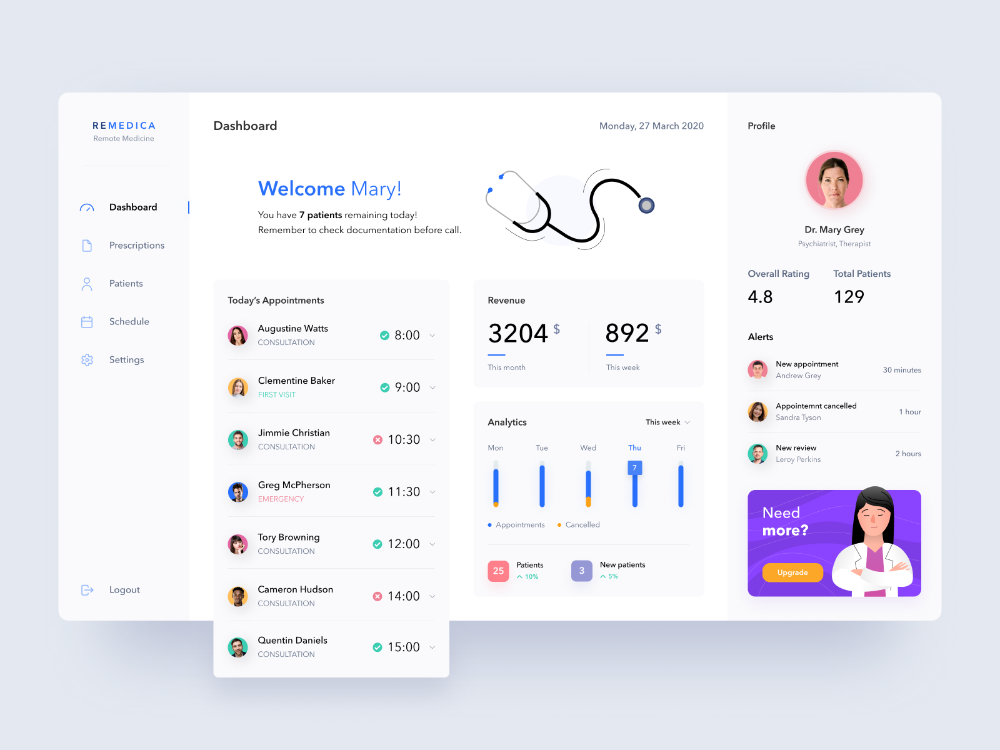 REMEDICA
Remote Medicine
Dashboard
Prescriptions
Patients
Schedule
Settings
Logout
Dashboard
Monday, 27 March 2020
Welcome Mary!
You have 7 patients remaining today!
Remember to check documentation before call.
Today's Appointments
Augustine Watts
CONSULTATION
8:00
Clementine Baker
FIRST VISIT
9:00
Jimmie Christian
CONSULTATION
10:30
Greg McPherson
EMERGENCY
11:30
Tory Browning
CONSULTATION
12:00
Cameron Hudson
CONSULTATION
14:00
Quentin Daniels
CONSULTATION
15:00
Revenue
3204 $
This month
892 $
This week
Analytics
This week
Mon Tue Wed Thu Fri
7
Appointments Cancelled
25
Patients
10%
3
New patients
5%
Profile
Dr. Mary Grey
Psychiatrist, Therapist
Overall Rating
4.8
Total Patients
129
Alerts
New appointment
Andrew Grey
30 minutes
Appointemnt cancelled
Sandra Tyson
1 hour
New review
Leroy Perkins
2 hours
Need
more?
Upgrade